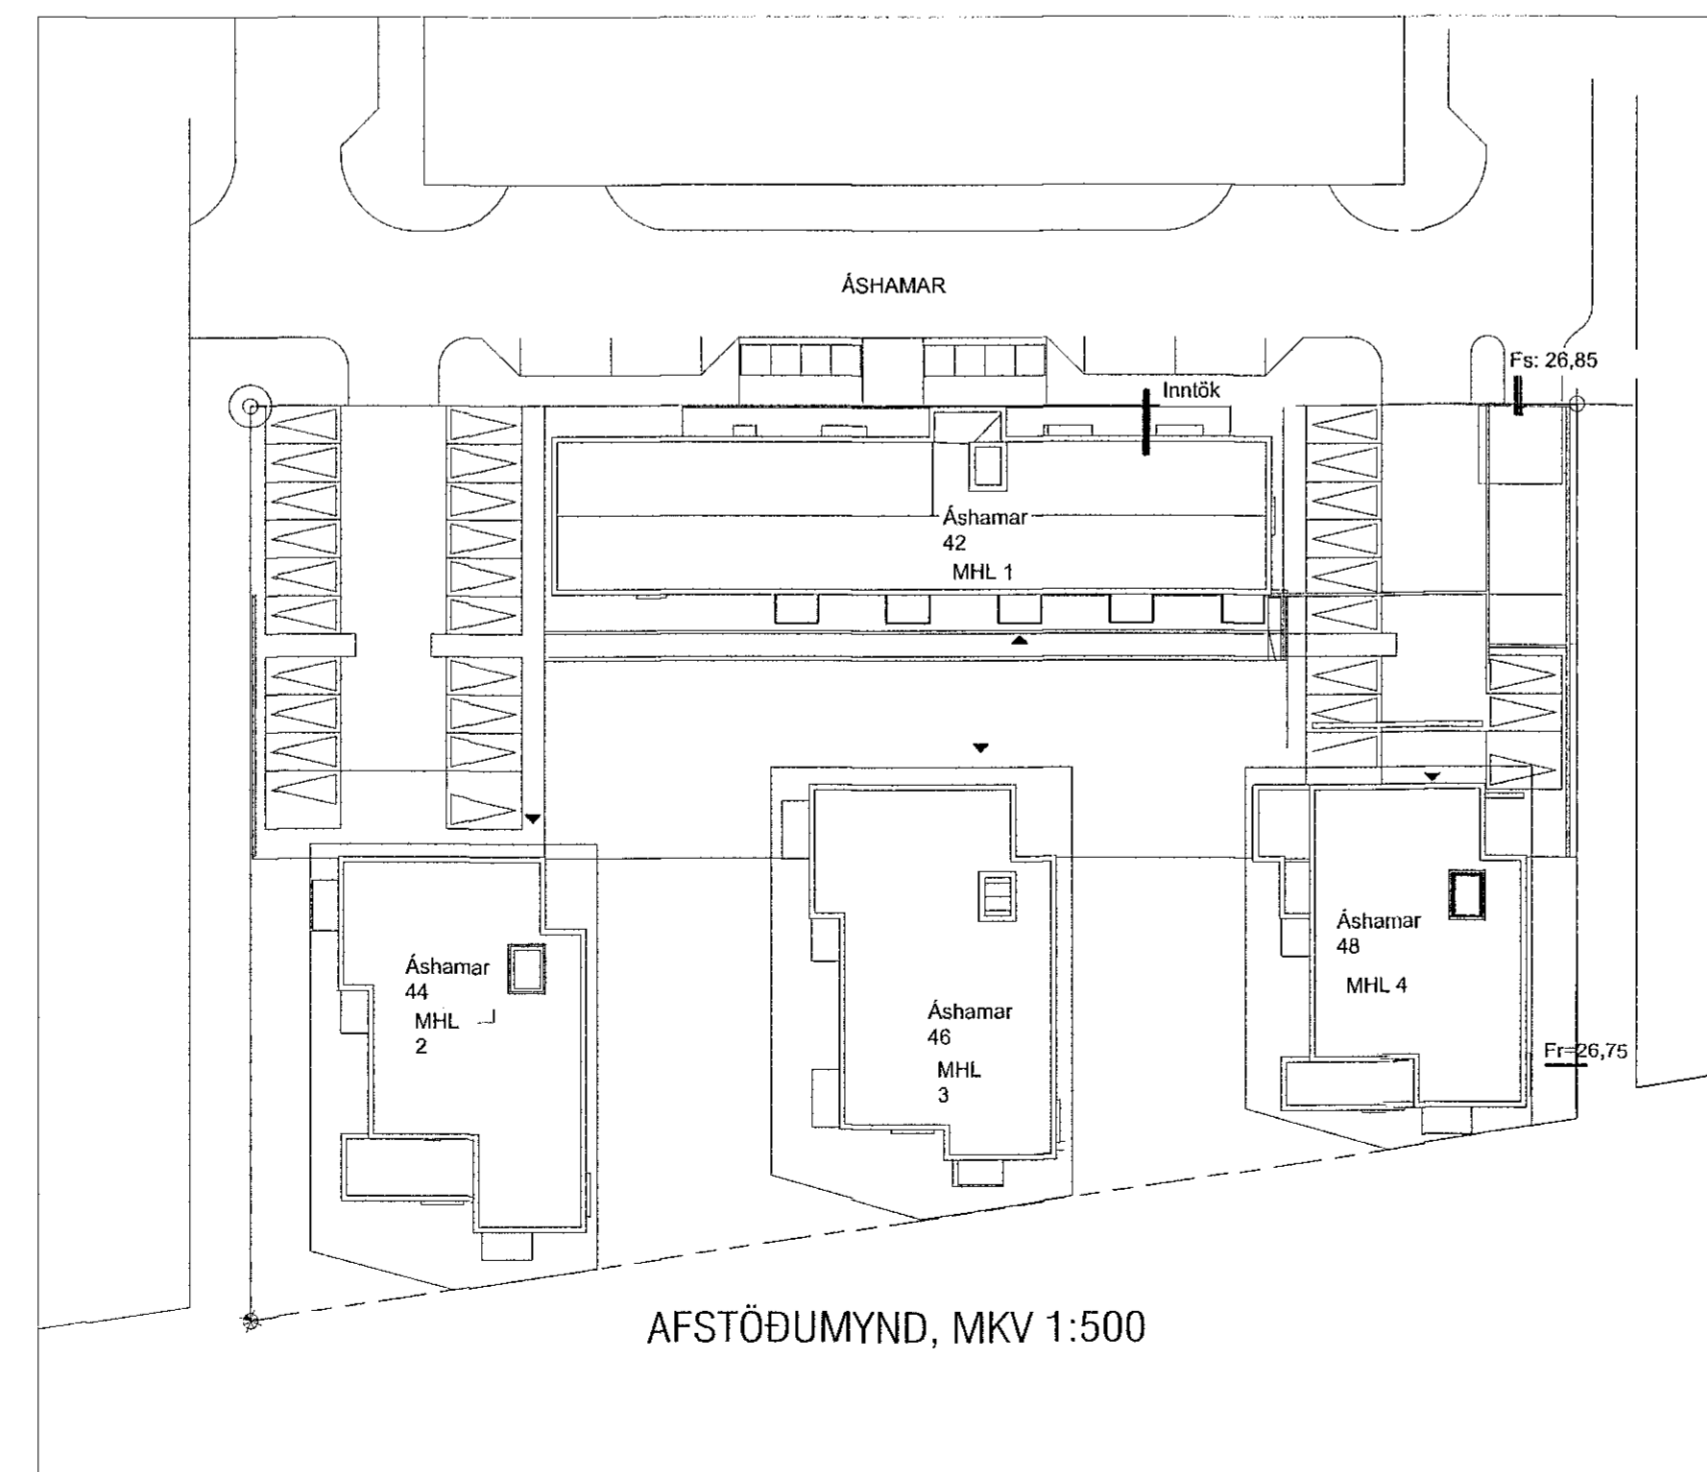 ÁSHAMAR
Fs: 26,85
Inntök
Áshamar
42
MHL 1
Áshamar
44
MHL
2
Áshamar
46
MHL
3
Áshamar
48
MHL 4
Fr=26,75
AFSTÖÐUMYND, MKV 1:500